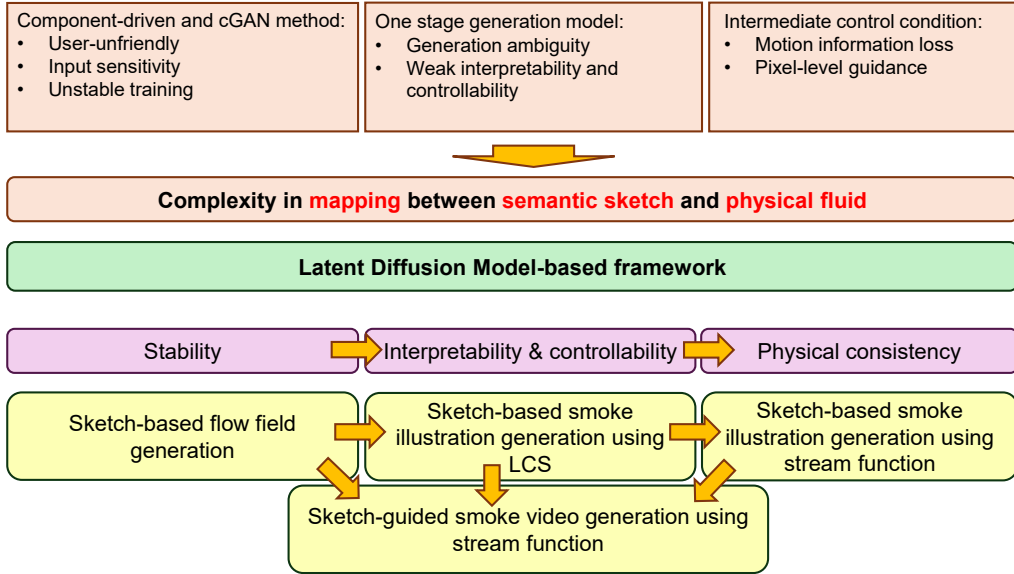 Component-driven and cGAN method:
• User-unfriendly
• Input sensitivity
• Unstable training
One stage generation model:
• Generation ambiguity
• Weak interpretability and
controllability
Intermediate control condition:
• Motion information loss
• Pixel-level guidance
Complexity in mapping between semantic sketch and physical fluid
Latent Diffusion Model-based framework
Stability
Interpretability & controllability
Physical consistency
Sketch-based flow field
generation
Sketch-based smoke
illustration generation using
LCS
Sketch-based smoke
illustration generation using
stream function
Sketch-guided smoke video generation using
stream function